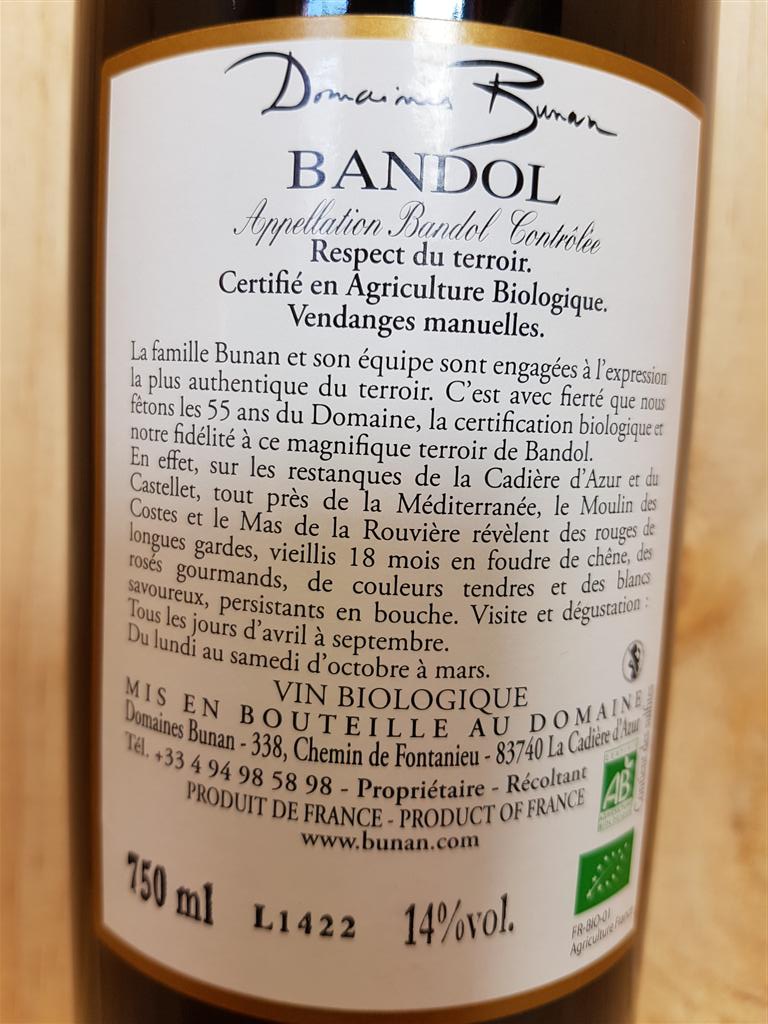 Domaines Bunan
BANDOL
Appellation Bandol Contrôlée
Respect du terroir.
Certifié en Agriculture Biologique.
Vendanges manuelles.
La famille Bunan et son équipe sont engagées à l'expression
la plus authentique du terroir. C'est avec fierté que nous
fêtons les 55 ans du Domaine, la certification biologique et
notre fidélité à ce magnifique terroir de Bandol.
En effet, sur les restanques de la Cadière d'Azur et du
Castellet, tout près de la Méditerranée, le Moulin des
Costes et le Mas de la Rouvière révèlent des rouges de
longues gardes, vieillis 18 mois en foudre de chêne, des
rosés gourmands, de couleurs tendres et des blancs
savoureux, persistants en bouche. Visite et dégustation :
Tous les jours d'avril à septembre.
Du lundi au samedi d'octobre à mars.
VIN BIOLOGIQUE
MIS EN BOUTEILLE AU DOMAINE
Domaines Bunan - 338, Chemin de Fontanieu - 83740 La Cadière d'Azur
Tél. +33 4 94 98 58 98 - Propriétaire - Récoltant
PRODUIT DE FRANCE - PRODUCT OF FRANCE
www.bunan.com
Contient des sulfites
AB
750 ml L1422 14%vol.
FR-BIO-01
Agriculture France